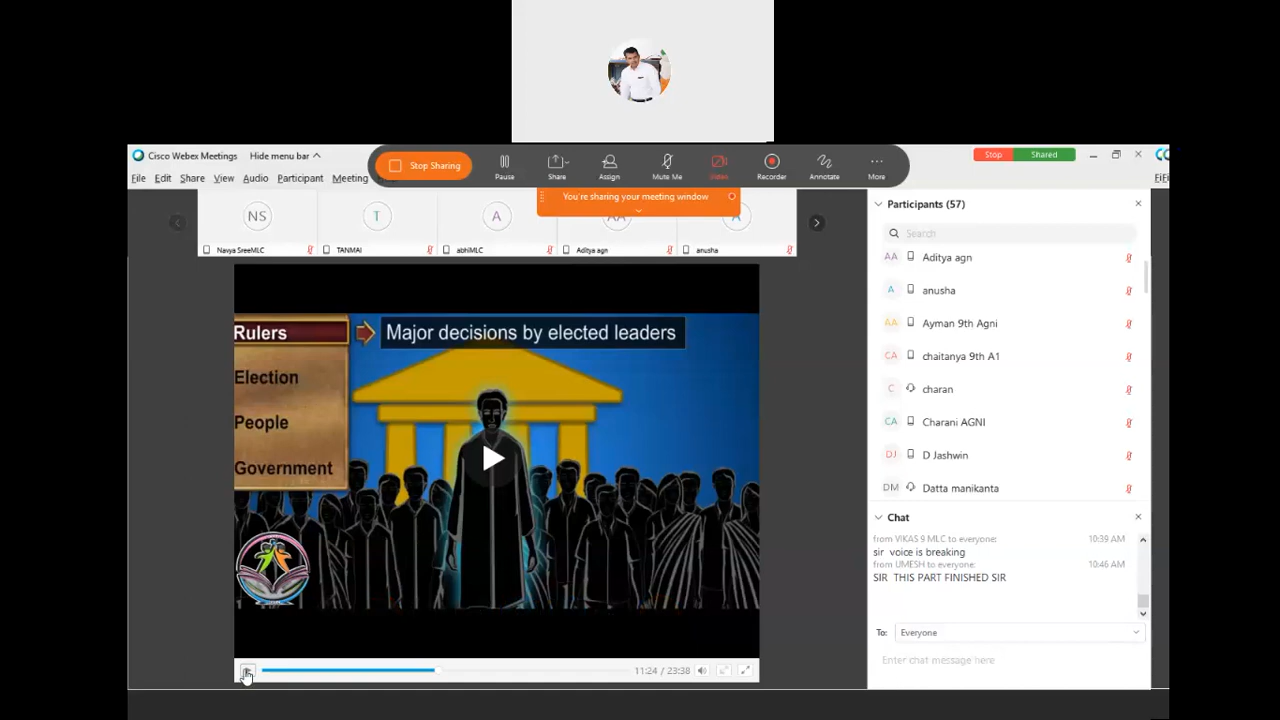 Cisco Webex Meetings
Hide menu bar
Stop Sharing
Pause
Share
Assign
Mute Me
Recorder
Annotate
More
Stop
Shared
File Edit Share View Audio Participant Meeting
You're sharing your meeting window
Participants (57)
Search
NS
T
A
AA
A
Navya SreeMLC
TANMAI
abhiMLC
Aditya agn
anusha
AA Aditya agn
A anusha
AA Ayman 9th Agni
CA chaitanya 9th A1
C charan
CA Charani AGNI
DJ D Jashwin
DM Datta manikanta
Rulers
Major decisions by elected leaders
Election
People
Government
11:24 / 23:38
Chat
from VIKAS 9 MLC to everyone: 10:39 AM
sir voice is breaking
from UMESH to everyone: 10:46 AM
SIR THIS PART FINISHED SIR
To: Everyone
Enter chat message here